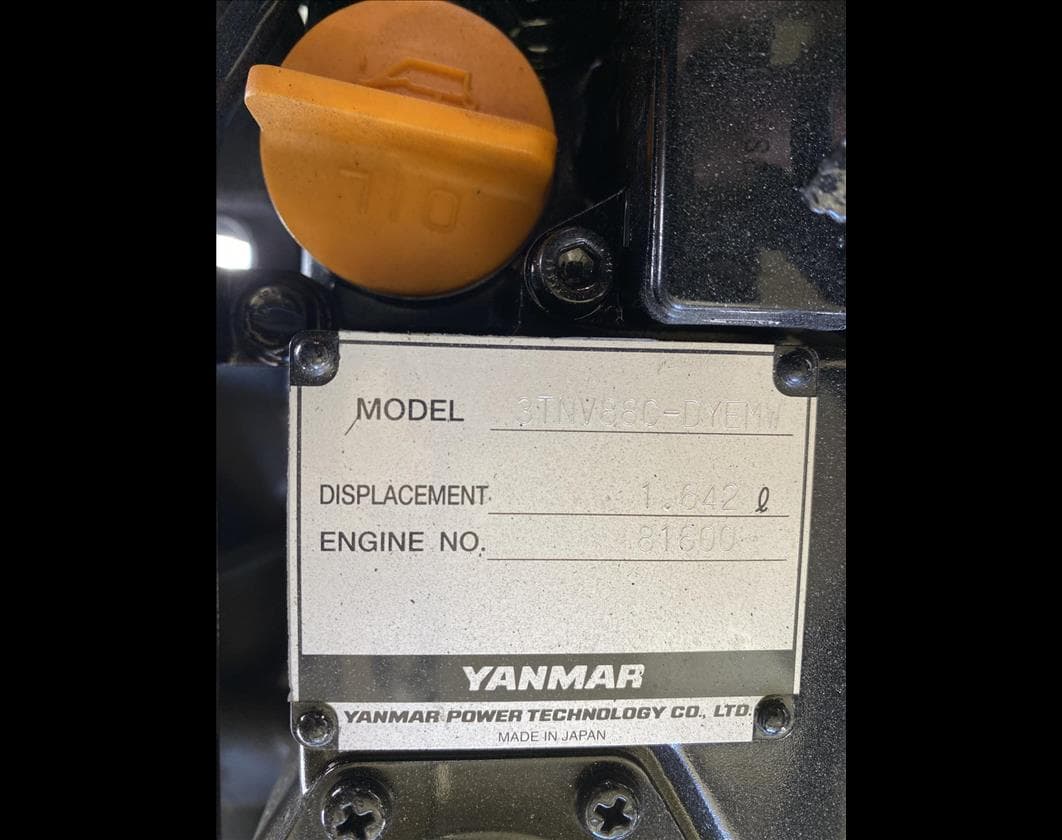 OIL
MODEL 3TNV88C-DYEMW
DISPLACEMENT 1.642 ℓ
ENGINE NO. 81600
YANMAR
YANMAR POWER TECHNOLOGY CO., LTD.
MADE IN JAPAN